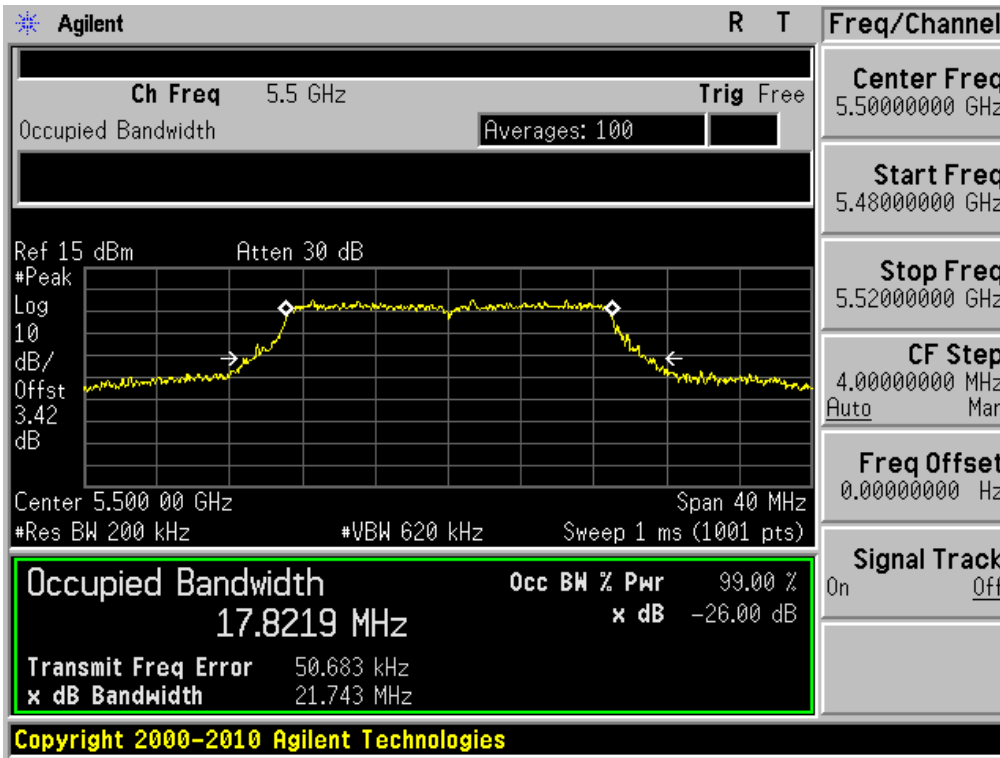 Agilent R T Freq/Channel
Ch Freq 5.5 GHz Trig Free
Occupied Bandwidth Averages: 100
Center Freq
5.50000000 GHz
Start Freq
5.48000000 GHz
Stop Freq
5.52000000 GHz
CF Step
4.00000000 MHz
Auto Man
Freq Offset
0.00000000 Hz
Signal Track
On Off
Ref 15 dBm Atten 30 dB
#Peak
Log
10
dB/
Offst
3.42
dB
Center 5.500 00 GHz Span 40 MHz
#Res BW 200 kHz #VBW 620 kHz Sweep 1 ms (1001 pts)
Occupied Bandwidth Occ BW % Pwr 99.00 %
17.8219 MHz x dB -26.00 dB
Transmit Freq Error 50.683 kHz
x dB Bandwidth 21.743 MHz
Copyright 2000-2010 Agilent Technologies